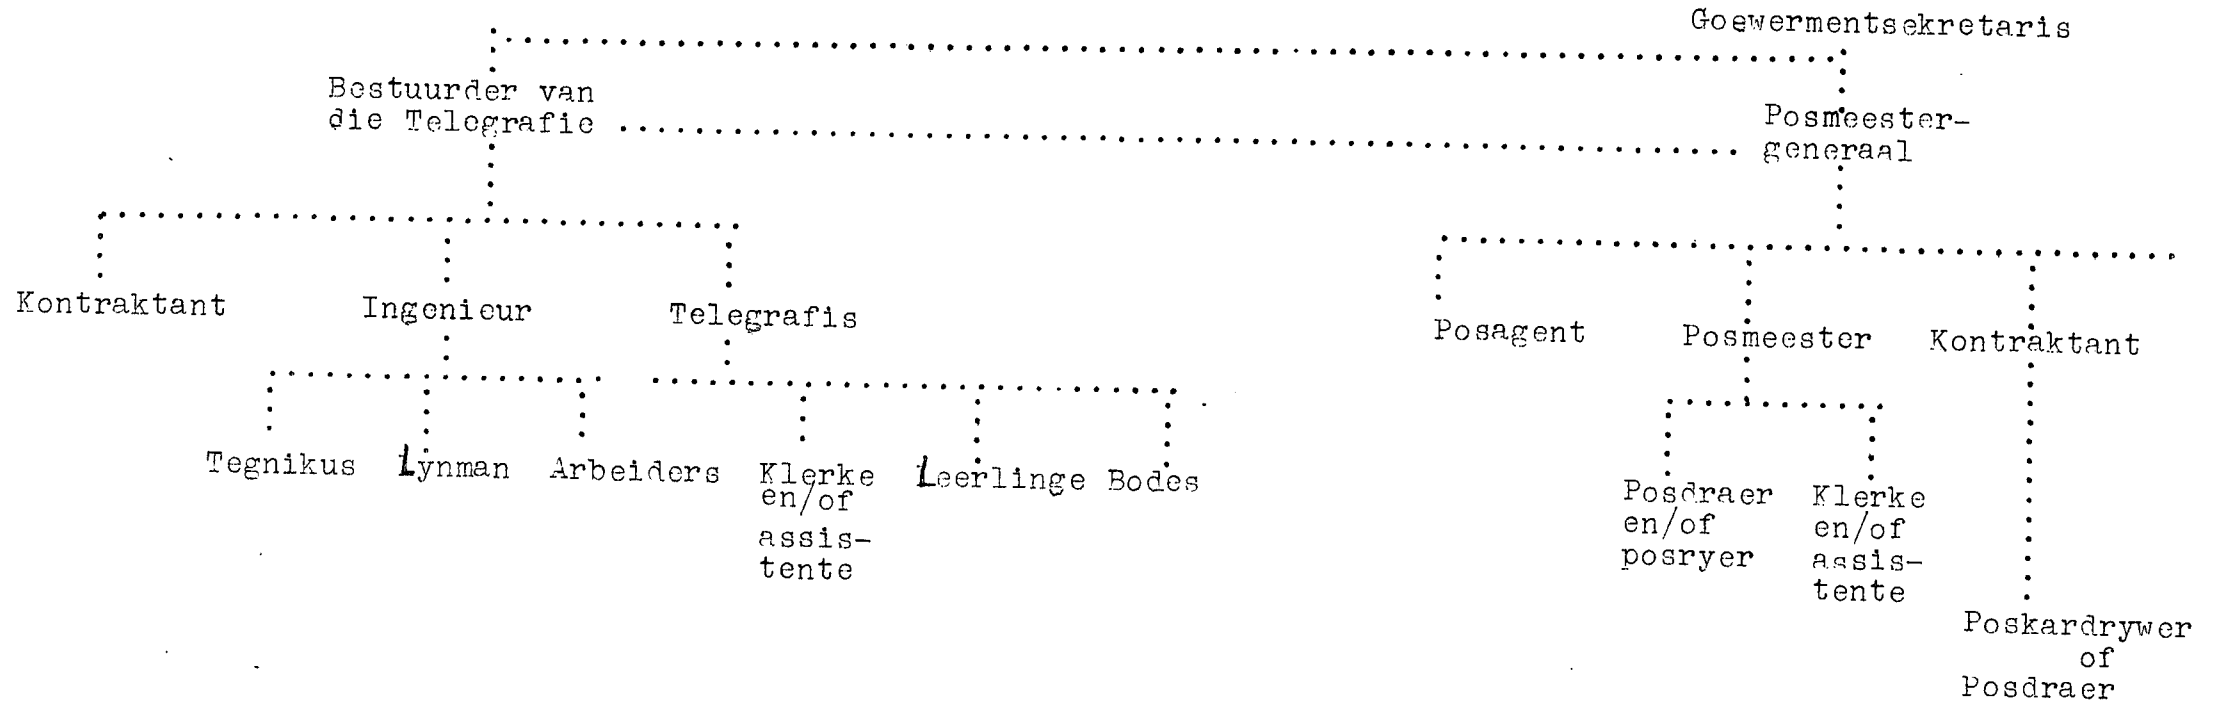 Goewermentsekretaris
Bestuurder van
die Telegrafie
Posmeester-
generaal
Kontraktant
Ingenieur
Telegrafis
Posagent
Posmeester
Kontraktant
Tegnikus
Lynman
Arbeiders
Klerke
en/of
assis-
tente
Leerlinge
Bodes
Posdraer
en/of
posryer
Klerke
en/of
assis-
tente
Poskardrywer
of
Posdraer